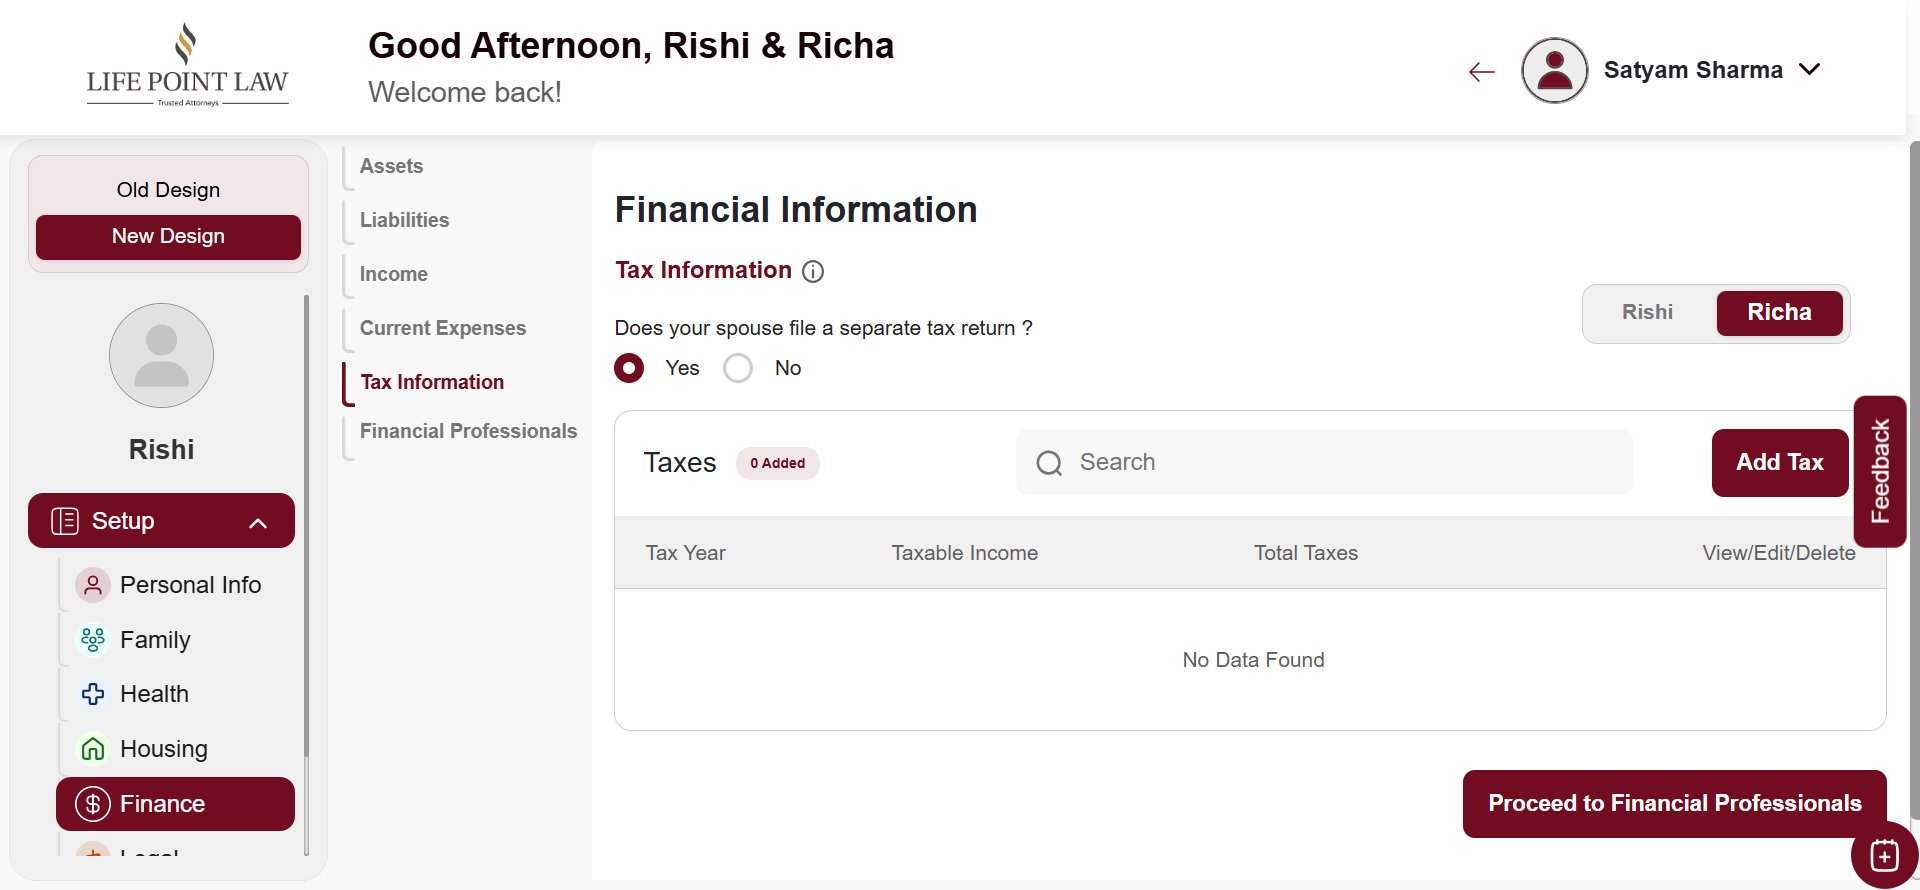 LIFE POINT LAW
Trusted Attorneys
Good Afternoon, Rishi & Richa
Welcome back!
Satyam Sharma
Old Design
New Design
Rishi
Setup
Personal Info
Family
Health
Housing
Finance
Legal
Assets
Liabilities
Income
Current Expenses
Tax Information
Financial Professionals
Financial Information
Tax Information
Rishi
Richa
Does your spouse file a separate tax return ?
Yes No
Taxes 0 Added Search Add Tax
Tax Year Taxable Income Total Taxes View/Edit/Delete
No Data Found
Proceed to Financial Professionals
Feedback